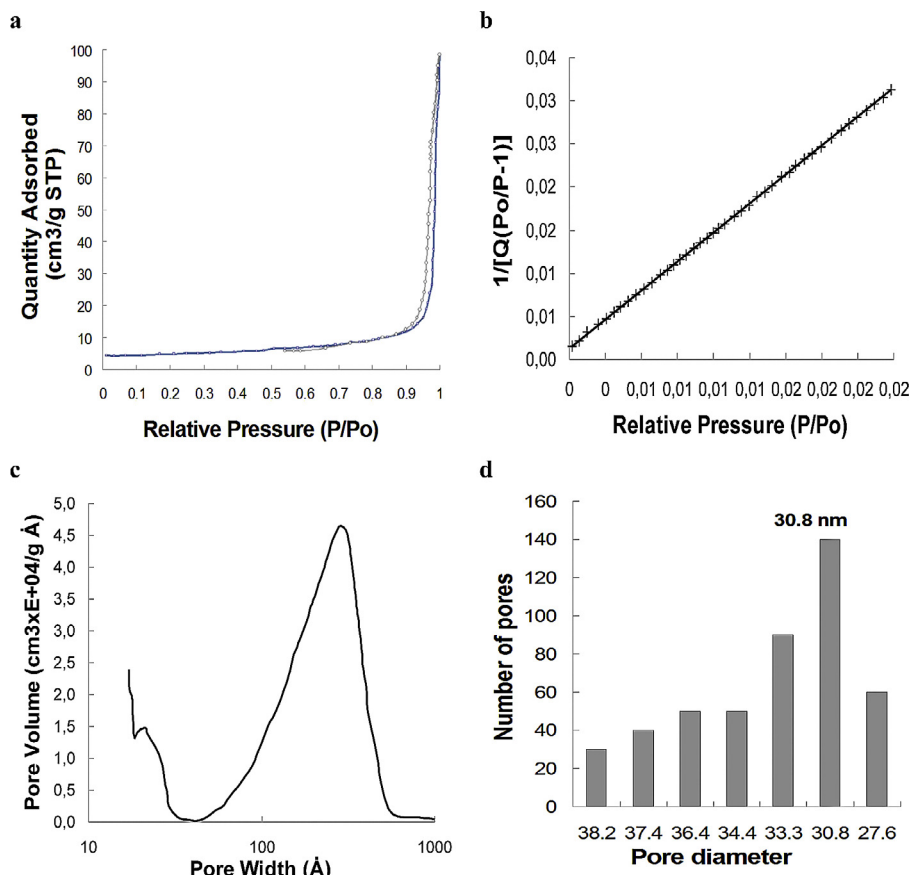 a
100
90
80
70
60
50
40
30
20
10
0
Quantity Adsorbed
(cm3/g STP)
0 0.1 0.2 0.3 0.4 0.5 0.6 0.7 0.8 0.9 1
Relative Pressure (P/Po)
b
0,04
0,03
0,03
0,02
0,02
0,01
0,01
0,00
1/[Q(Po/P-1)]
0 0 0,01 0,01 0,01 0,01 0,02 0,02 0,02 0,02
Relative Pressure (P/Po)
c
5,0
4,5
4,0
3,5
3,0
2,5
2,0
1,5
1,0
0,5
0,0
Pore Volume (cm3xE+04/g Å)
10 100 1000
Pore Width (Å)
d
160
140
120
100
80
60
40
20
0
Number of pores
30.8 nm
38.2 37.4 36.4 34.4 33.3 30.8 27.6
Pore diameter